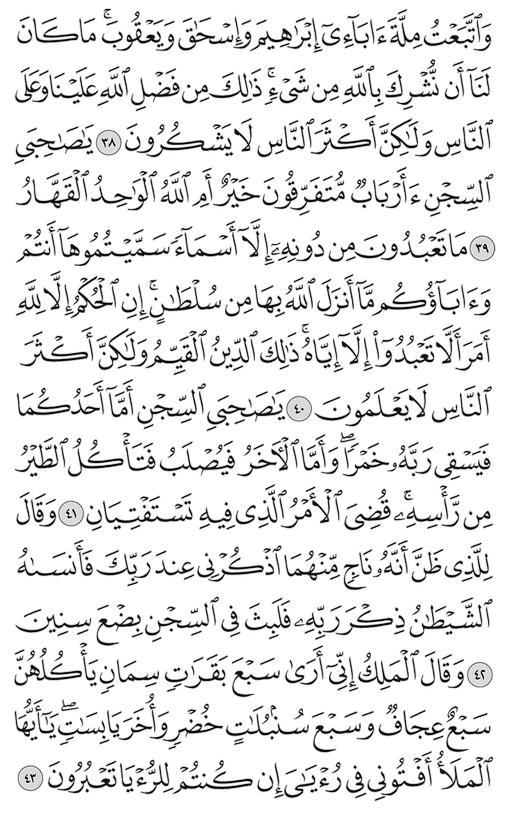 وَٱتَّبَعْتُ مِلَّةَ ءَابَآءِىٓ إِبْرَٰهِيمَ وَإِسْحَٰقَ وَيَعْقُوبَ ۚ مَا كَانَ
لَنَآ أَن نُّشْرِكَ بِٱللَّهِ مِن شَىْءٍ ۚ ذَٰلِكَ مِن فَضْلِ ٱللَّهِ عَلَيْنَا وَعَلَى
ٱلنَّاسِ وَلَٰكِنَّ أَكْثَرَ ٱلنَّاسِ لَا يَشْكُرُونَ ٣٨ يَٰصَٰحِبَىِ
ٱلسِّجْنِ ءَأَرْبَابٌ مُّتَفَرِّقُونَ خَيْرٌ أَمِ ٱللَّهُ ٱلْوَٰحِدُ ٱلْقَهَّارُ
٣٩ مَا تَعْبُدُونَ مِن دُونِهِۦٓ إِلَّآ أَسْمَآءً سَمَّيْتُمُوهَآ أَنتُمْ
وَءَابَآؤُكُم مَّآ أَنزَلَ ٱللَّهُ بِهَا مِن سُلْطَٰنٍ ۚ إِنِ ٱلْحُكْمُ إِلَّا لِلَّهِ
أَمَرَ أَلَّا تَعْبُدُوٓا۟ إِلَّآ إِيَّاهُ ۚ ذَٰلِكَ ٱلدِّينُ ٱلْقَيِّمُ وَلَٰكِنَّ أَكْثَرَ
ٱلنَّاسِ لَا يَعْلَمُونَ ٤٠ يَٰصَٰحِبَىِ ٱلسِّجْنِ أَمَّآ أَحَدُكُمَا
فَيَسْقِى رَبَّهُۥ خَمْرًا ۖ وَأَمَّا ٱلْءَاخَرُ فَيُصْلَبُ فَتَأْكُلُ ٱلطَّيْرُ
مِن رَّأْسِهِۦ ۚ قُضِىَ ٱلْأَمْرُ ٱلَّذِى فِيهِ تَسْتَفْتِيَانِ ٤١ وَقَالَ
لِلَّذِى ظَنَّ أَنَّهُۥ نَاجٍ مِّنْهُمَا ٱذْكُرْنِى عِندَ رَبِّكَ فَأَنسَىٰهُ
ٱلشَّيْطَٰنُ ذِكْرَ رَبِّهِۦ فَلَبِثَ فِى ٱلسِّجْنِ بِضْعَ سِنِينَ
٤٢ وَقَالَ ٱلْمَلِكُ إِنِّىٓ أَرَىٰ سَبْعَ بَقَرَٰتٍ سِمَانٍ يَأْكُلُهُنَّ
سَبْعٌ عِجَافٌ وَسَبْعَ سُنۢبُلَٰتٍ خُضْرٍ وَأُخَرَ يَابِسَٰتٍ ۖ يَٰٓأَيُّهَا
ٱلْمَلَأُ أَفْتُونِى فِى رُءْيَٰىَ إِن كُنتُمْ لِلرُّءْيَا تَعْبُرُونَ ٤٣